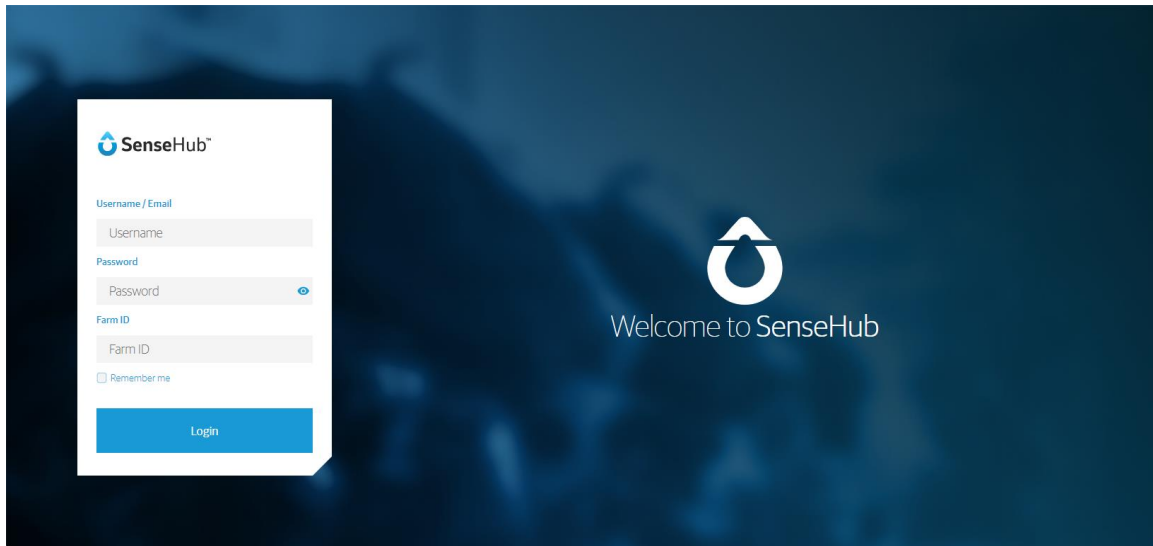 SenseHub™
Username / Email
Username
Password
Password
Farm ID
Farm ID
Remember me
Login
Welcome to SenseHub